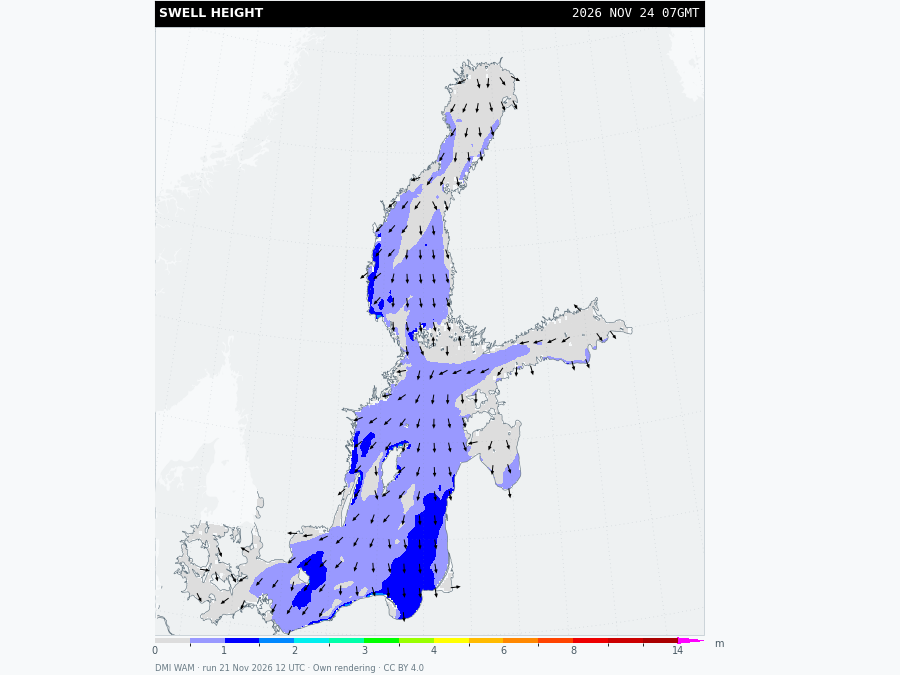 SWELL HEIGHT
2026 NOV 24 07GMT
0 1 2 3 4 6 8 14 m
DMI WAM · run 21 Nov 2026 12 UTC · Own rendering · CC BY 4.0